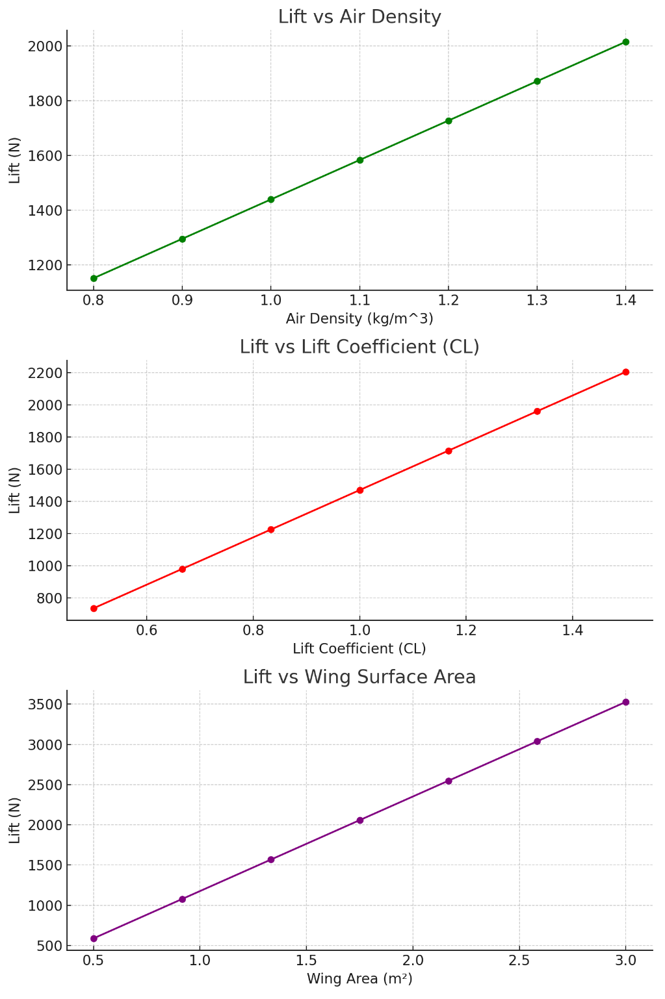 Lift vs Air Density
2000
1800
1600
1400
1200
Lift (N)
0.8 0.9 1.0 1.1 1.2 1.3 1.4
Air Density (kg/m^3)
Lift vs Lift Coefficient (CL)
2200
2000
1800
1600
1400
1200
1000
800
Lift (N)
0.6 0.8 1.0 1.2 1.4
Lift Coefficient (CL)
Lift vs Wing Surface Area
3500
3000
2500
2000
1500
1000
500
Lift (N)
0.5 1.0 1.5 2.0 2.5 3.0
Wing Area (m²)